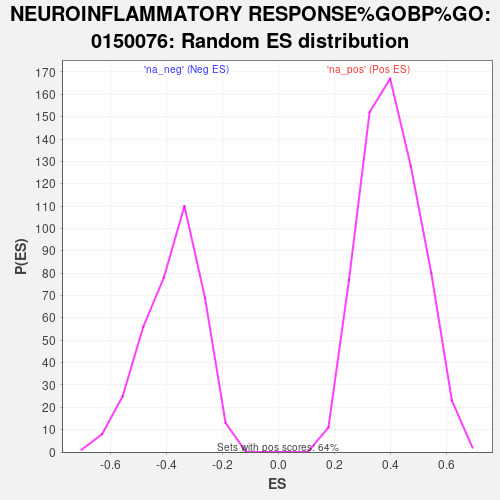 NEUROINFLAMMATORY RESPONSE%GOBP%GO:
0150076: Random ES distribution
'na_neg' (Neg ES)
'na_pos' (Pos ES)
170
160
150
140
130
120
110
100
90
80
70
60
50
40
30
20
10
0
P(ES)
Sets with pos scores: 64%
-0.6 -0.4 -0.2 0.0 0.2 0.4 0.6
ES